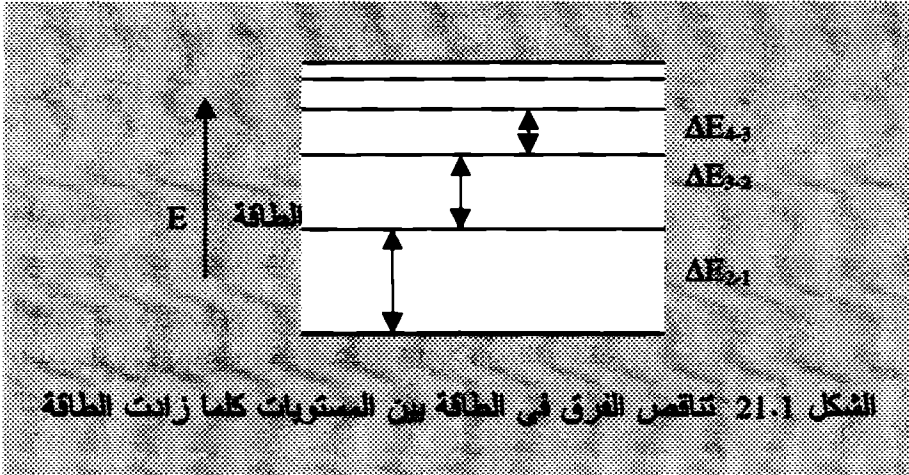 ΔE₄₋₃
ΔE₃₋₂
E الطاقة
ΔE₂₋₁
الشكل 21.1 تناقص الفرق في الطاقة بين المستويات كلما زادت الطاقة